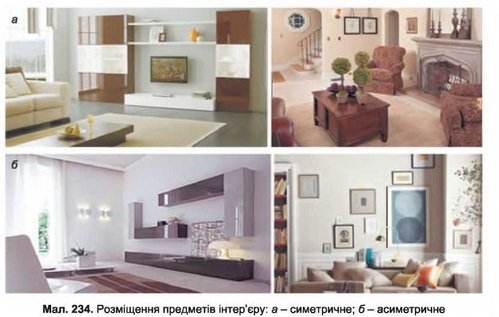 а
б
Мал. 234. Розміщення предметів інтер'єру: а – симетричне; б – асиметричне